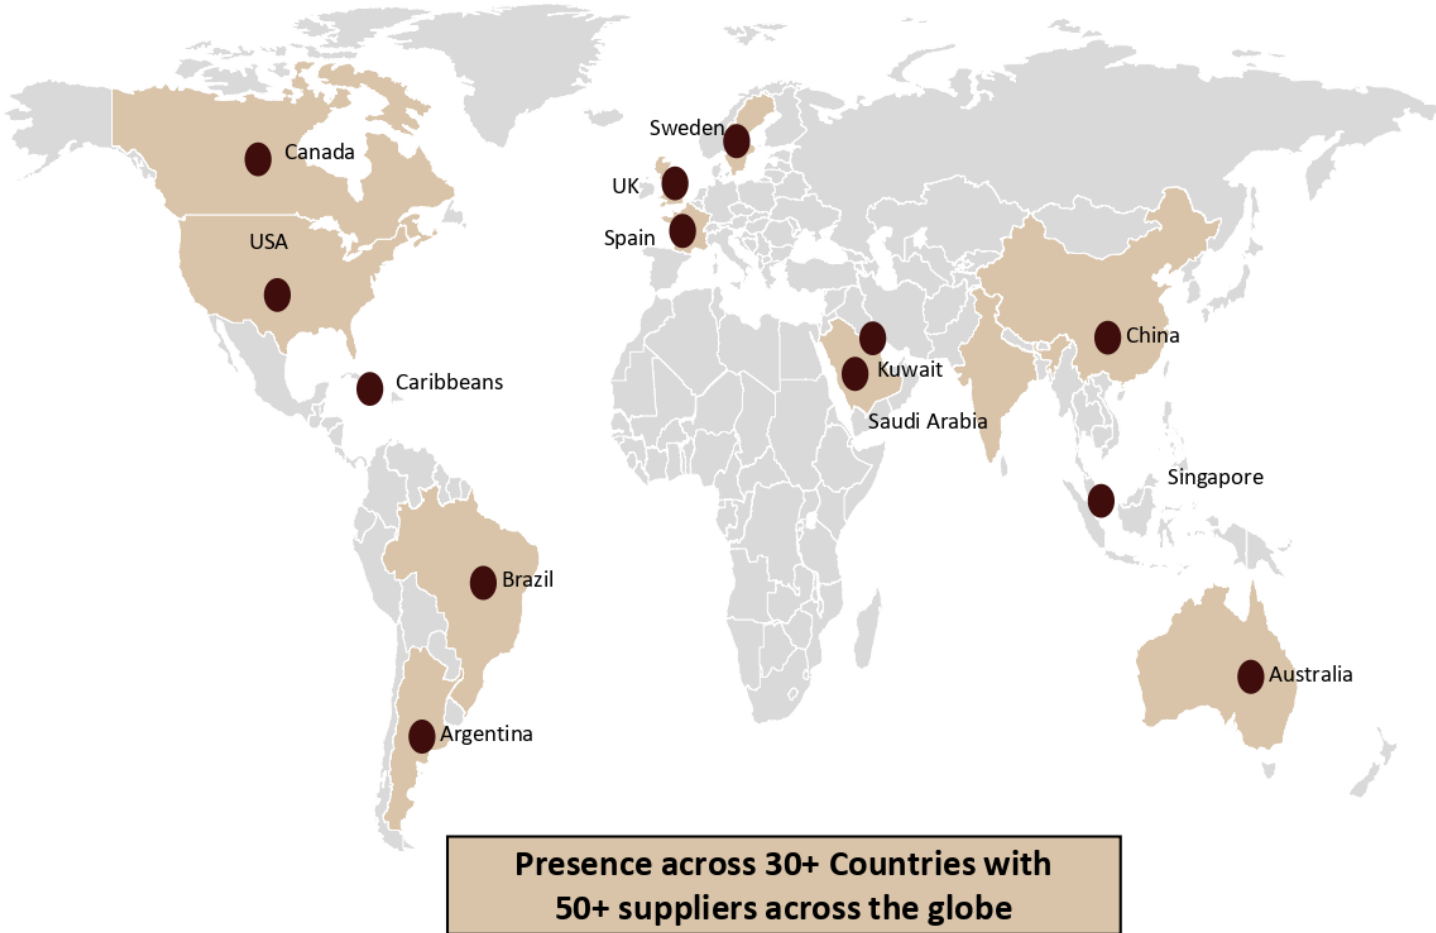 Sweden
Canada
UK
Spain
USA
China
Kuwait
Caribbeans
Saudi Arabia
Singapore
Brazil
Australia
Argentina
Presence across 30+ Countries with
50+ suppliers across the globe